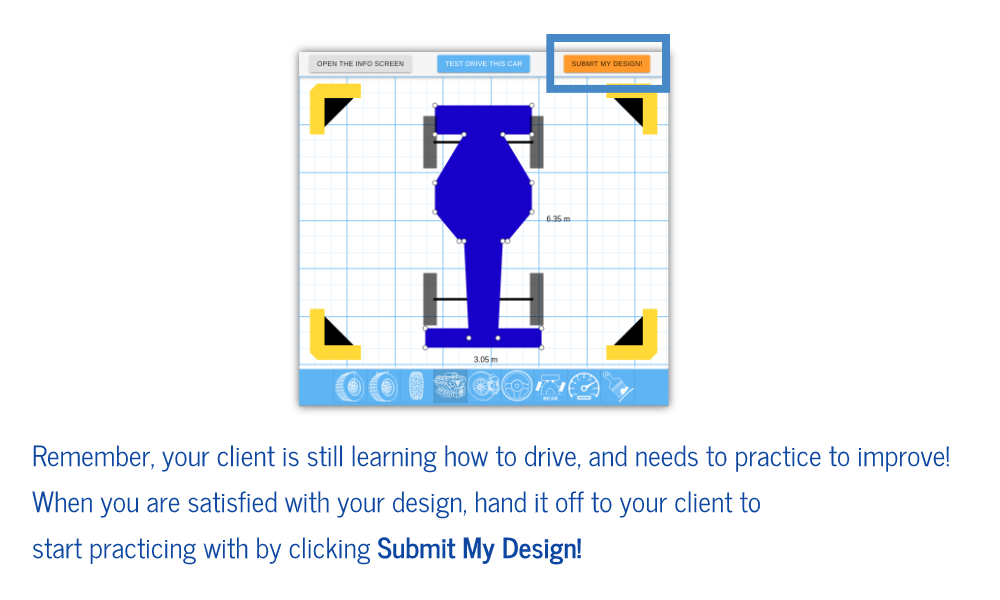 OPEN THE INFO SCREEN
TEST DRIVE THIS CAR
SUBMIT MY DESIGN!
6.35 m
3.05 m
REAR
Remember, your client is still learning how to drive, and needs to practice to improve!
When you are satisfied with your design, hand it off to your client to
start practicing with by clicking Submit My Design!